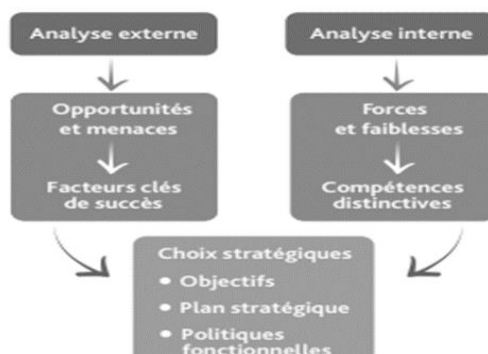 Analyse externe
Analyse interne
Opportunités
et menaces
Facteurs clés
de succès
Forces
et faiblesses
Compétences
distinctives
Choix stratégiques
• Objectifs
• Plan stratégique
• Politiques
fonctionnelles